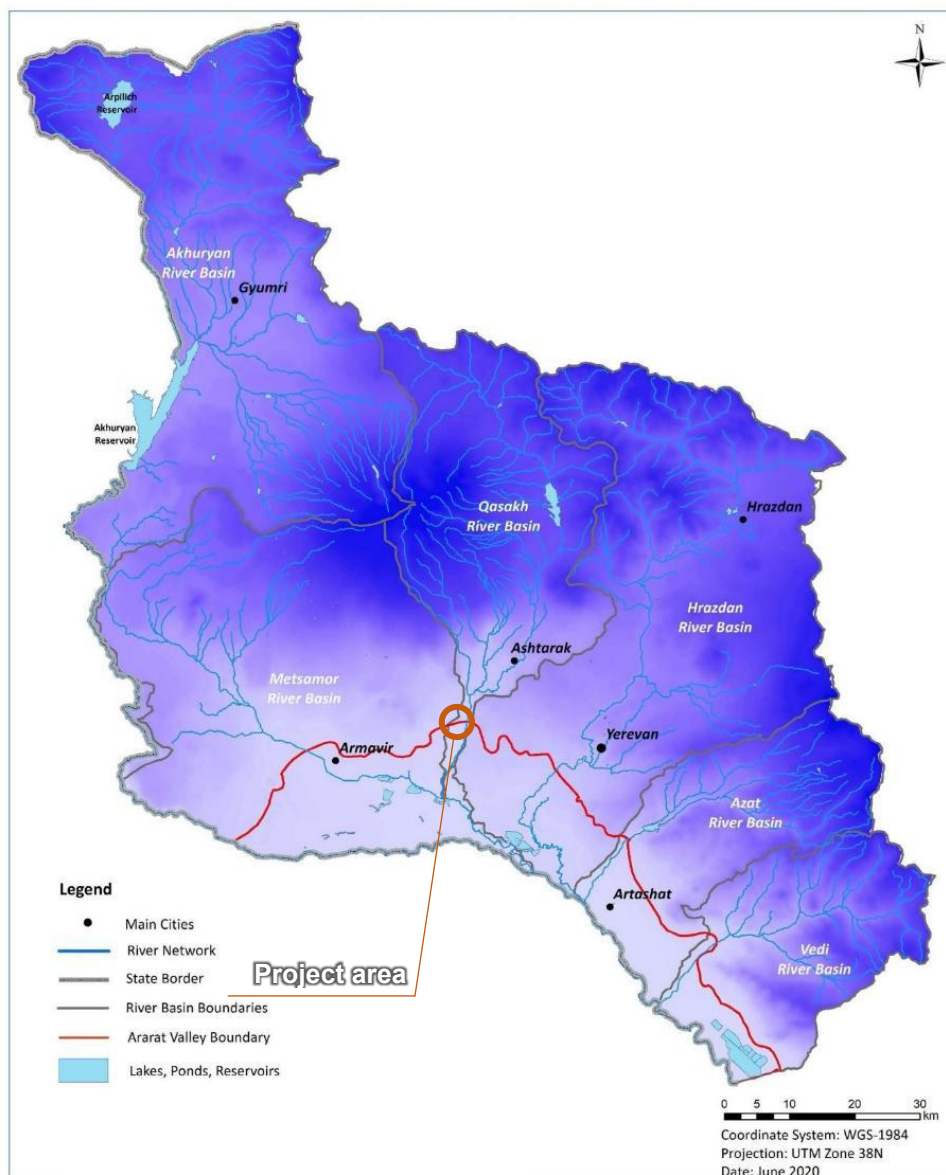 N
Arpilich
Reservoir
Akhuryan
River Basin
Gyumri
Akhuryan
Reservoir
Qasakh
River Basin
Hrazdan
Hrazdan
River Basin
Ashtarak
Metsamor
River Basin
Armavir
Yerevan
Azat
River Basin
Artashat
Vedi
River Basin
Project area
Legend
Main Cities
River Network
State Border
River Basin Boundaries
Ararat Valley Boundary
Lakes, Ponds, Reservoirs
0 5 10 20 30
km
Coordinate System: WGS-1984
Projection: UTM Zone 38N
Date: June 2020